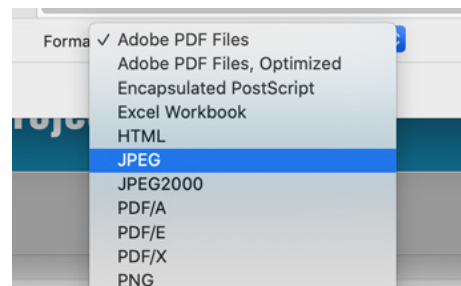 Forma ✓ Adobe PDF Files
Adobe PDF Files, Optimized
Encapsulated PostScript
Excel Workbook
HTML
JPEG
JPEG2000
PDF/A
PDF/E
PDF/X
PNG